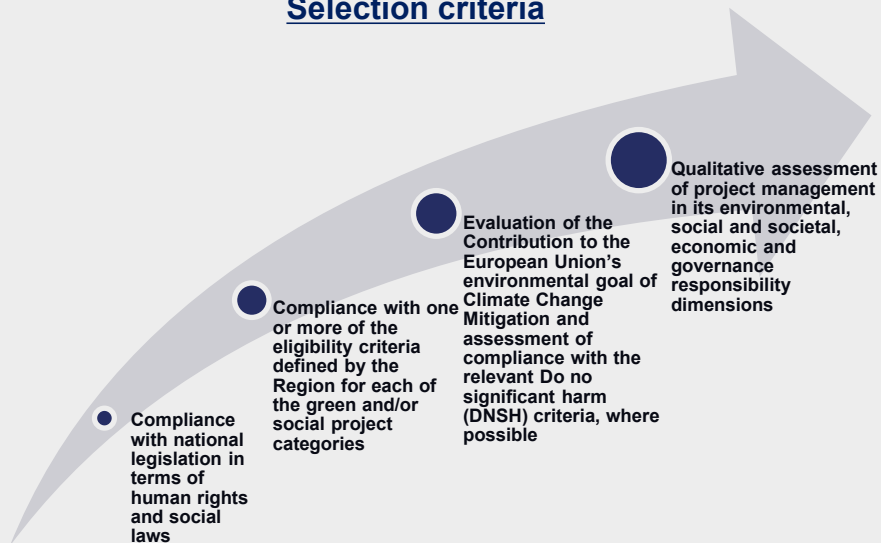 Selection criteria
Compliance
with national
legislation in
terms of
human rights
and social
laws
Compliance with one
or more of the
eligibility criteria
defined by the
Region for each of
the green and/or
social project
categories
Evaluation of the
Contribution to the
European Union’s
environmental goal of
Climate Change
Mitigation and
assessment of
compliance with the
relevant Do no
significant harm
(DNSH) criteria, where
possible
Qualitative assessment
of project management
in its environmental,
social and societal,
economic and
governance
responsibility
dimensions